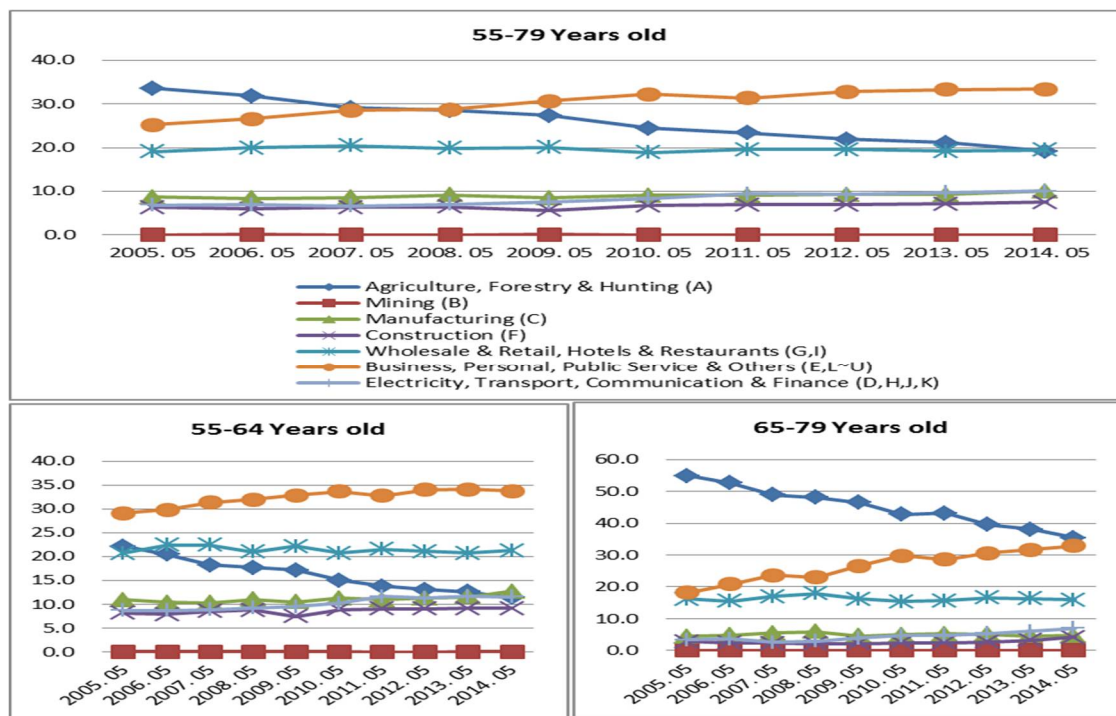 55-79 Years old
40.0
30.0
20.0
10.0
0.0
2005. 05 2006. 05 2007. 05 2008. 05 2009. 05 2010. 05 2011. 05 2012. 05 2013. 05 2014. 05
Agriculture, Forestry & Hunting (A)
Mining (B)
Manufacturing (C)
Construction (F)
Wholesale & Retail, Hotels & Restaurants (G,I)
Business, Personal, Public Service & Others (E,L~U)
Electricity, Transport, Communication & Finance (D,H,J,K)
55-64 Years old
40.0
35.0
30.0
25.0
20.0
15.0
10.0
5.0
0.0
2005. 05 2006. 05 2007. 05 2008. 05 2009. 05 2010. 05 2011. 05 2012. 05 2013. 05 2014. 05
65-79 Years old
60.0
50.0
40.0
30.0
20.0
10.0
0.0
2005. 05 2006. 05 2007. 05 2008. 05 2009. 05 2010. 05 2011. 05 2012. 05 2013. 05 2014. 05